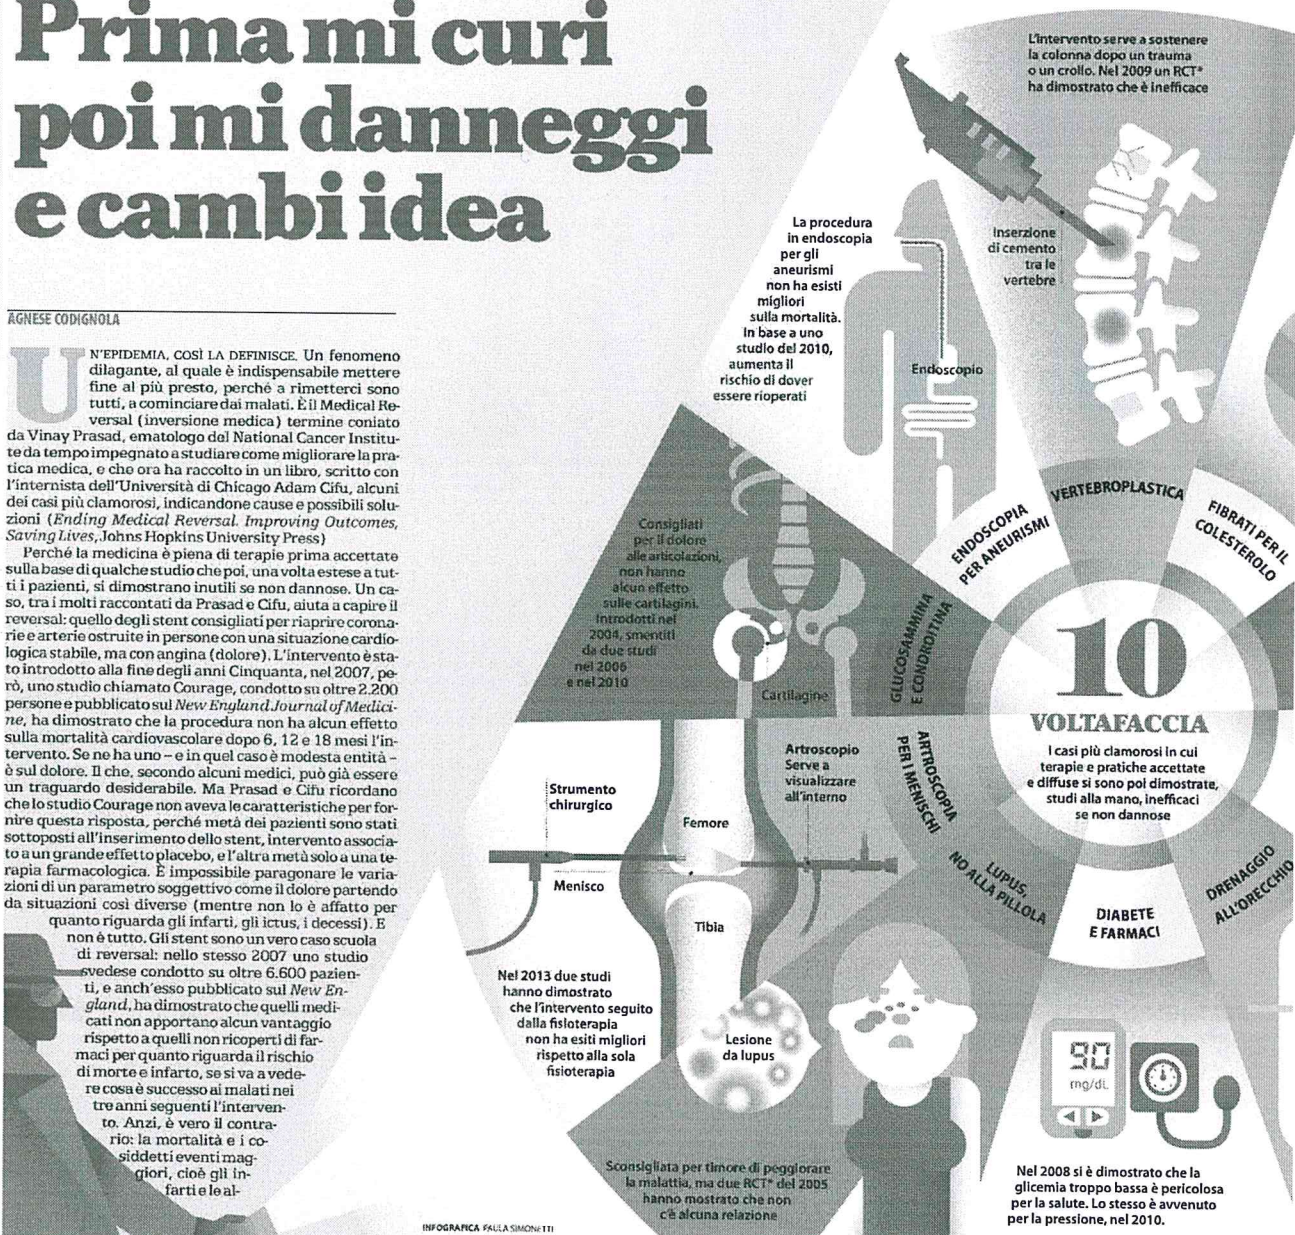 Prima mi curi
poi mi danneggi
e cambi idea
AGNESE CODIGNOLA
UN'EPIDEMIA, COSÌ LA DEFINISCE. Un fenomeno
dilagante, al quale è indispensabile mettere
fine al più presto, perché a rimetterci sono
tutti, a cominciare dai malati. È il Medical Re-
versal (inversione medica) termine coniato
da Vinay Prasad, ematologo del National Cancer Institu-
te da tempo impegnato a studiare come migliorare la pra-
tica medica, e che ora ha raccolto in un libro, scritto con
l'internista dell'Università di Chicago Adam Cifu, alcuni
dei casi più clamorosi, indicandone cause e possibili solu-
zioni (Ending Medical Reversal. Improving Outcomes,
Saving Lives, Johns Hopkins University Press)
Perché la medicina è piena di terapie prima accettate
sulla base di qualche studio che poi, una volta estese a tut-
ti i pazienti, si dimostrano inutili se non dannose. Un ca-
so, tra i molti raccontati da Prasad e Cifu, aiuta a capire il
reversal: quello degli stent consigliati per riaprire corona-
rie e arterie ostruite in persone con una situazione cardio-
logica stabile, ma con angina (dolore). L'intervento è sta-
to introdotto alla fine degli anni Cinquanta, nel 2007, pe-
rò, uno studio chiamato Courage, condotto su oltre 2.200
persone e pubblicato sul New England Journal of Medici-
ne, ha dimostrato che la procedura non ha alcun effetto
sulla mortalità cardiovascolare dopo 6, 12 e 18 mesi l'in-
tervento. Se ne ha uno – e in quel caso è modesta entità –
è sul dolore. Il che, secondo alcuni medici, può già essere
un traguardo desiderabile. Ma Prasad e Cifu ricordano
che lo studio Courage non aveva le caratteristiche per for-
nire questa risposta, perché metà dei pazienti sono stati
sottoposti all'inserimento dello stent, intervento associa-
to a un grande effetto placebo, e l'altra metà solo a una te-
rapia farmacologica. È impossibile paragonare le varia-
zioni di un parametro soggettivo come il dolore partendo
da situazioni così diverse (mentre non lo è affatto per
quanto riguarda gli infarti, gli ictus, i decessi). E
non è tutto. Gli stent sono un vero caso scuola
di reversal: nello stesso 2007 uno studio
svedese condotto su oltre 6.600 pazien-
ti, e anch'esso pubblicato sul New En-
gland, ha dimostrato che quelli medi-
cati non apportano alcun vantaggio
rispetto a quelli non ricoperti di far-
maci per quanto riguarda il rischio
di morte e infarto, se si va a vede-
re cosa è successo ai malati nei
tre anni seguenti l'interven-
to. Anzi, è vero il contra-
rio: la mortalità e i co-
siddetti eventi mag-
giori, cioè gli in-
farti e le al-
INFOGRAFICA PAULA SIMONETTI
L'intervento serve a sostenere
la colonna dopo un trauma
o un crollo. Nel 2009 un RCT*
ha dimostrato che è inefficace
Inserzione
di cemento
tra le
vertebre
VERTEBROPLASTICA
La procedura
in endoscopia
per gli
aneurismi
non ha esisti
migliori
sulla mortalità.
In base a uno
studio del 2010,
aumenta il
rischio di dover
essere rioperati
Endoscopio
ENDOSCOPIA
PER ANEURISMI
FIBRATI PER IL
COLESTEROLO
Consigliati
per il dolore
alle articolazioni,
non hanno
alcun effetto
sulle cartilagini.
Introdotti nel
2004, smentiti
da due studi
nel 2006
e nel 2010
Cartilagine
GLUCOSAMMINA
E CONDROITINA
10
VOLTAFACCIA
I casi più clamorosi in cui
terapie e pratiche accettate
e diffuse si sono poi dimostrate,
studi alla mano, inefficaci
se non dannose
Strumento
chirurgico
Artroscopio
Serve a
visualizzare
all'interno
Femore
Menisco
Tibia
Nel 2013 due studi
hanno dimostrato
che l'intervento seguito
dalla fisioterapia
non ha esiti migliori
rispetto alla sola
fisioterapia
ARTROSCOPIA
PER I MENISCHI
Lesione
da lupus
Sconsigliata per timore di peggiorare
la malattia, ma due RCT* del 2005
hanno mostrato che non
c'è alcuna relazione
LUPUS,
NO ALLA PILLOLA
DIABETE
E FARMACI
90
mg/dL
Nel 2008 si è dimostrato che la
glicemia troppo bassa è pericolosa
per la salute. Lo stesso è avvenuto
per la pressione, nel 2010.
DRENAGGIO
ALL'ORECCHIO